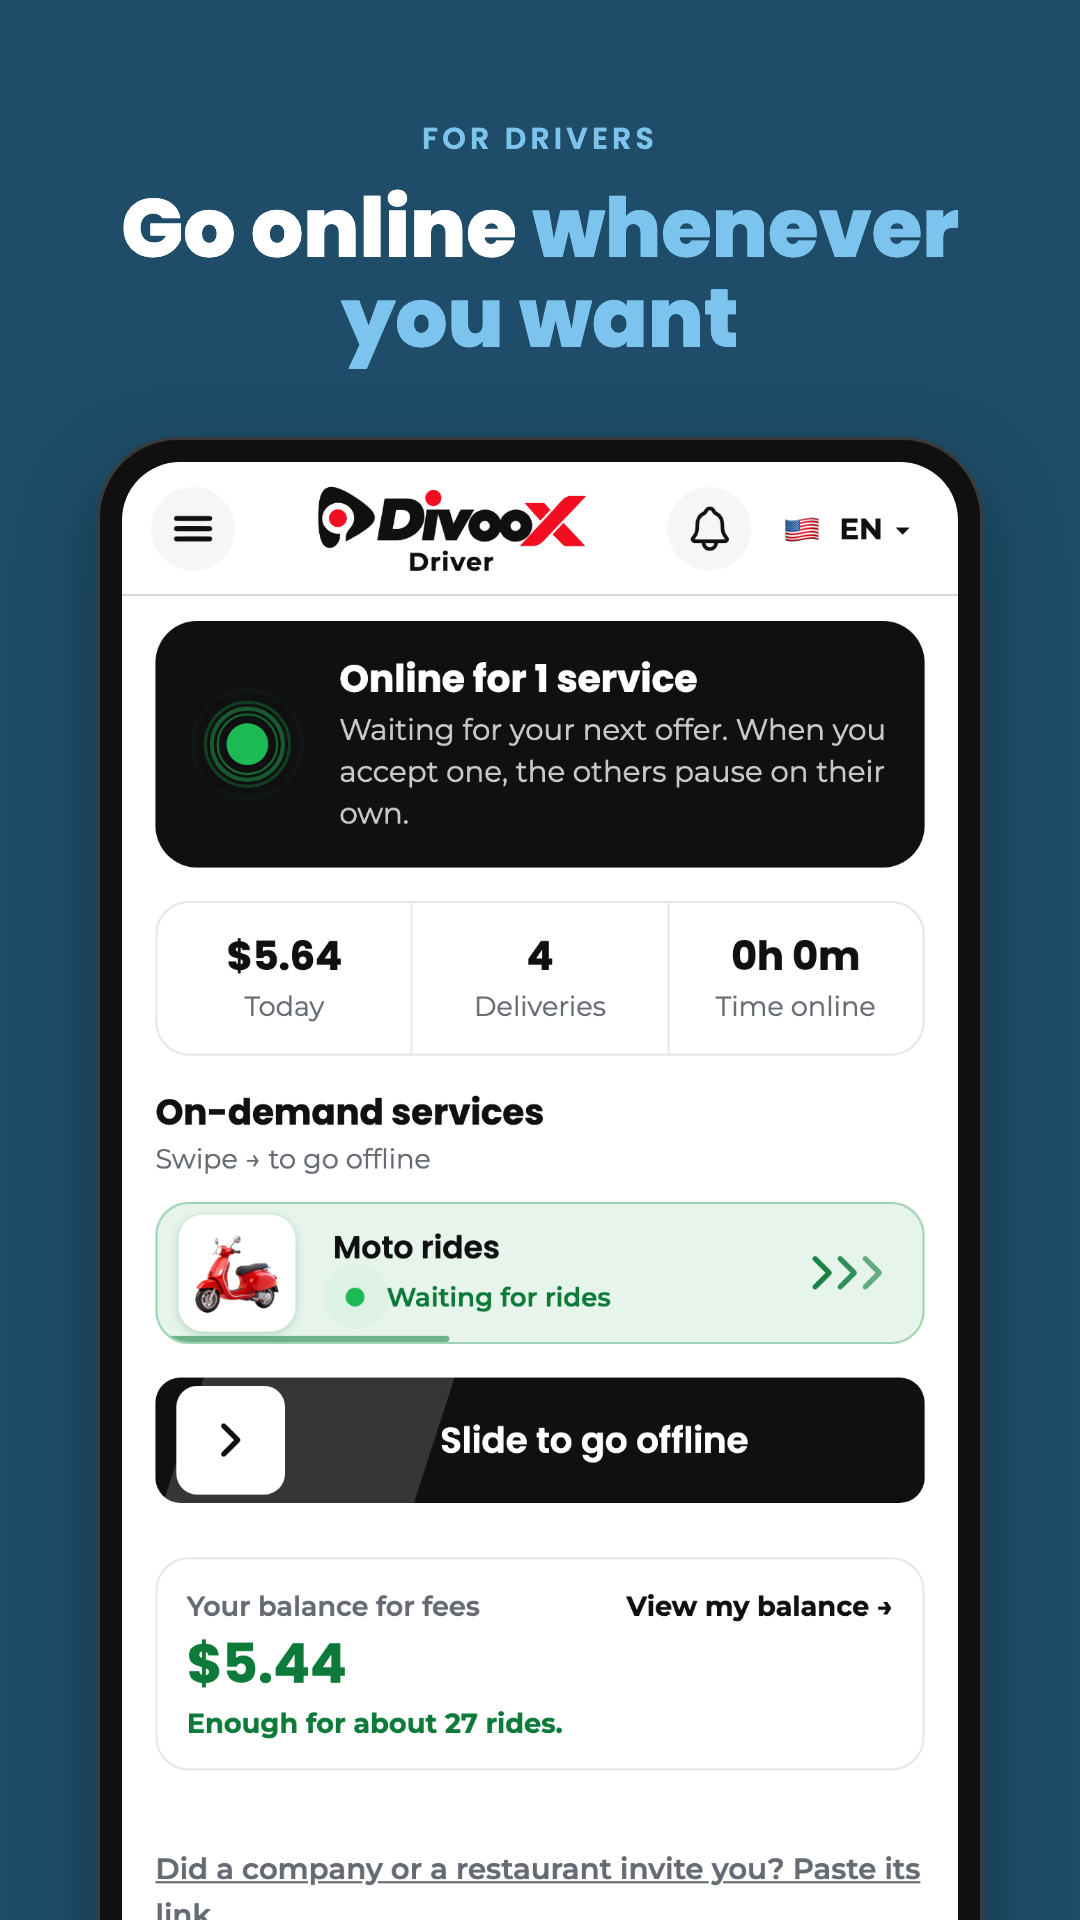 FOR DRIVERS
Go online whenever
you want
DivooX
Driver
EN
Online for 1 service
Waiting for your next offer. When you
accept one, the others pause on their
own.
$5.64
Today
4
Deliveries
0h 0m
Time online
On-demand services
Swipe → to go offline
Moto rides
Waiting for rides
Slide to go offline
Your balance for fees
View my balance →
$5.44
Enough for about 27 rides.
Did a company or a restaurant invite you? Paste its
link